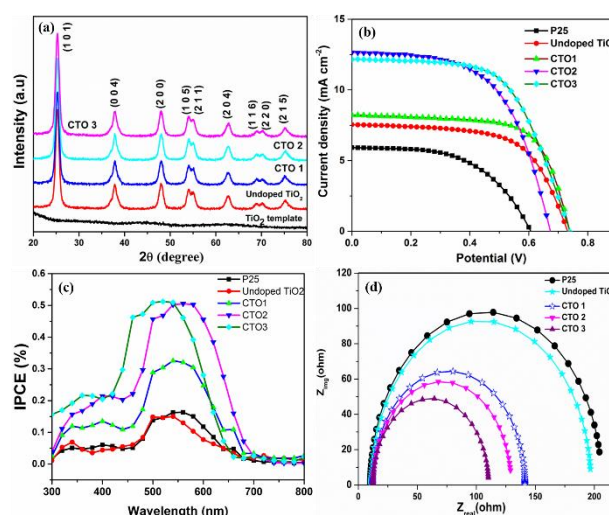 (a)
(1 0 1)
(0 0 4)
(2 0 0)
(1 0 5)
(2 1 1)
(2 0 4)
(1 1 6)
(2 2 0)
(2 1 5)
CTO 3
CTO 2
CTO 1
Undoped TiO2
TiO2 template
Intensity (a.u)
20 30 40 50 60 70 80
2θ (degree)
(b)
P25
Undoped TiO
CTO1
CTO2
CTO3
Current density (mA cm-2)
15
10
5
0
0.0 0.2 0.4 0.6 0.8
Potential (V)
(c)
P25
Undoped TiO2
CTO1
CTO2
CTO3
IPCE (%)
0.6
0.5
0.4
0.3
0.2
0.1
0.0
300 400 500 600 700 800
Wavelength (nm)
(d)
P25
Undoped TiO
CTO 1
CTO 2
CTO 3
Zimg(ohm)
100
80
60
40
20
0
0 50 100 150 200
Zreal(ohm)